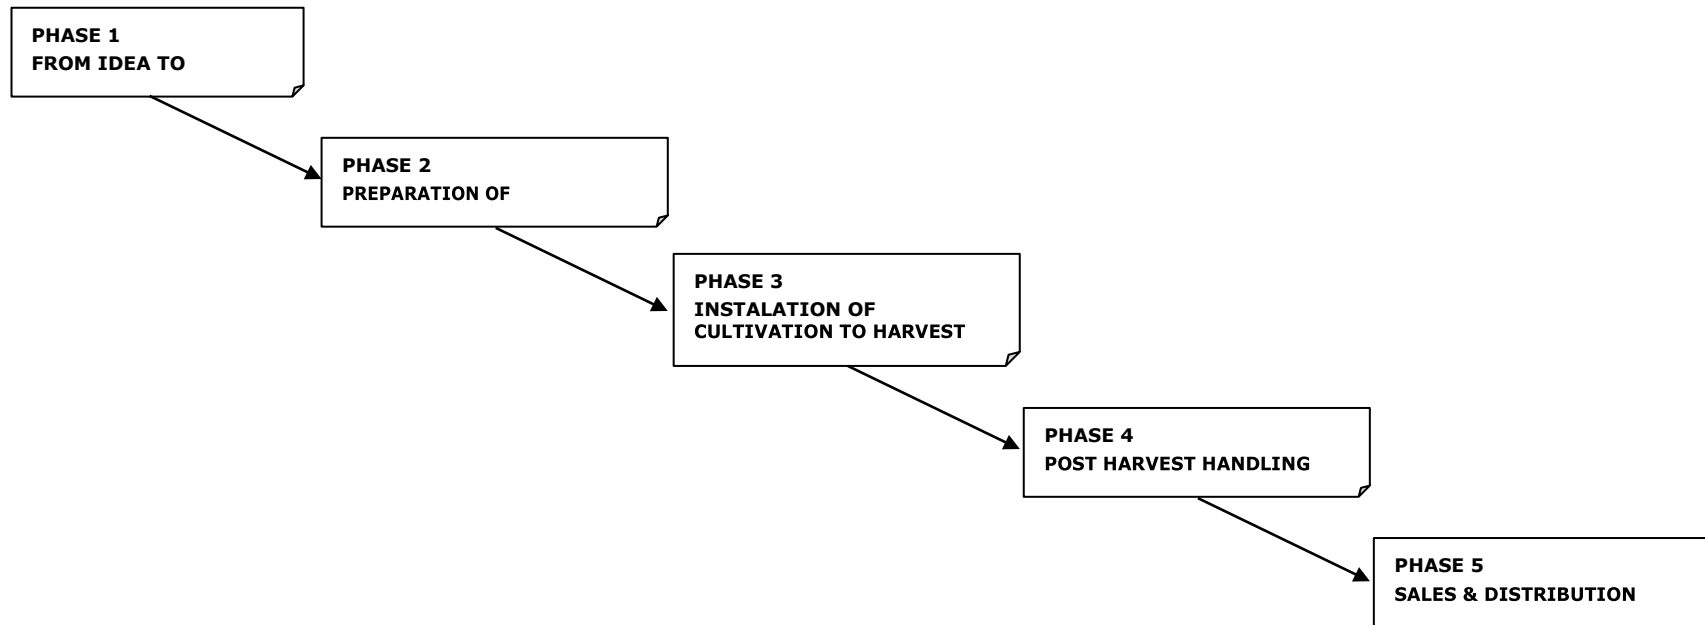 PHASE 1
FROM IDEA TO
PHASE 2
PREPARATION OF
PHASE 3
INSTALATION OF
CULTIVATION TO HARVEST
PHASE 4
POST HARVEST HANDLING
PHASE 5
SALES & DISTRIBUTION